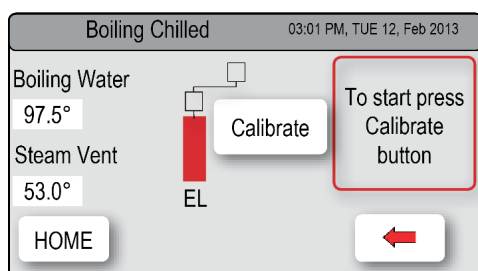 Boiling Chilled
03:01 PM, TUE 12, Feb 2013
Boiling Water
97.5°
Steam Vent
53.0°
EL
Calibrate
To start press
Calibrate
button
HOME